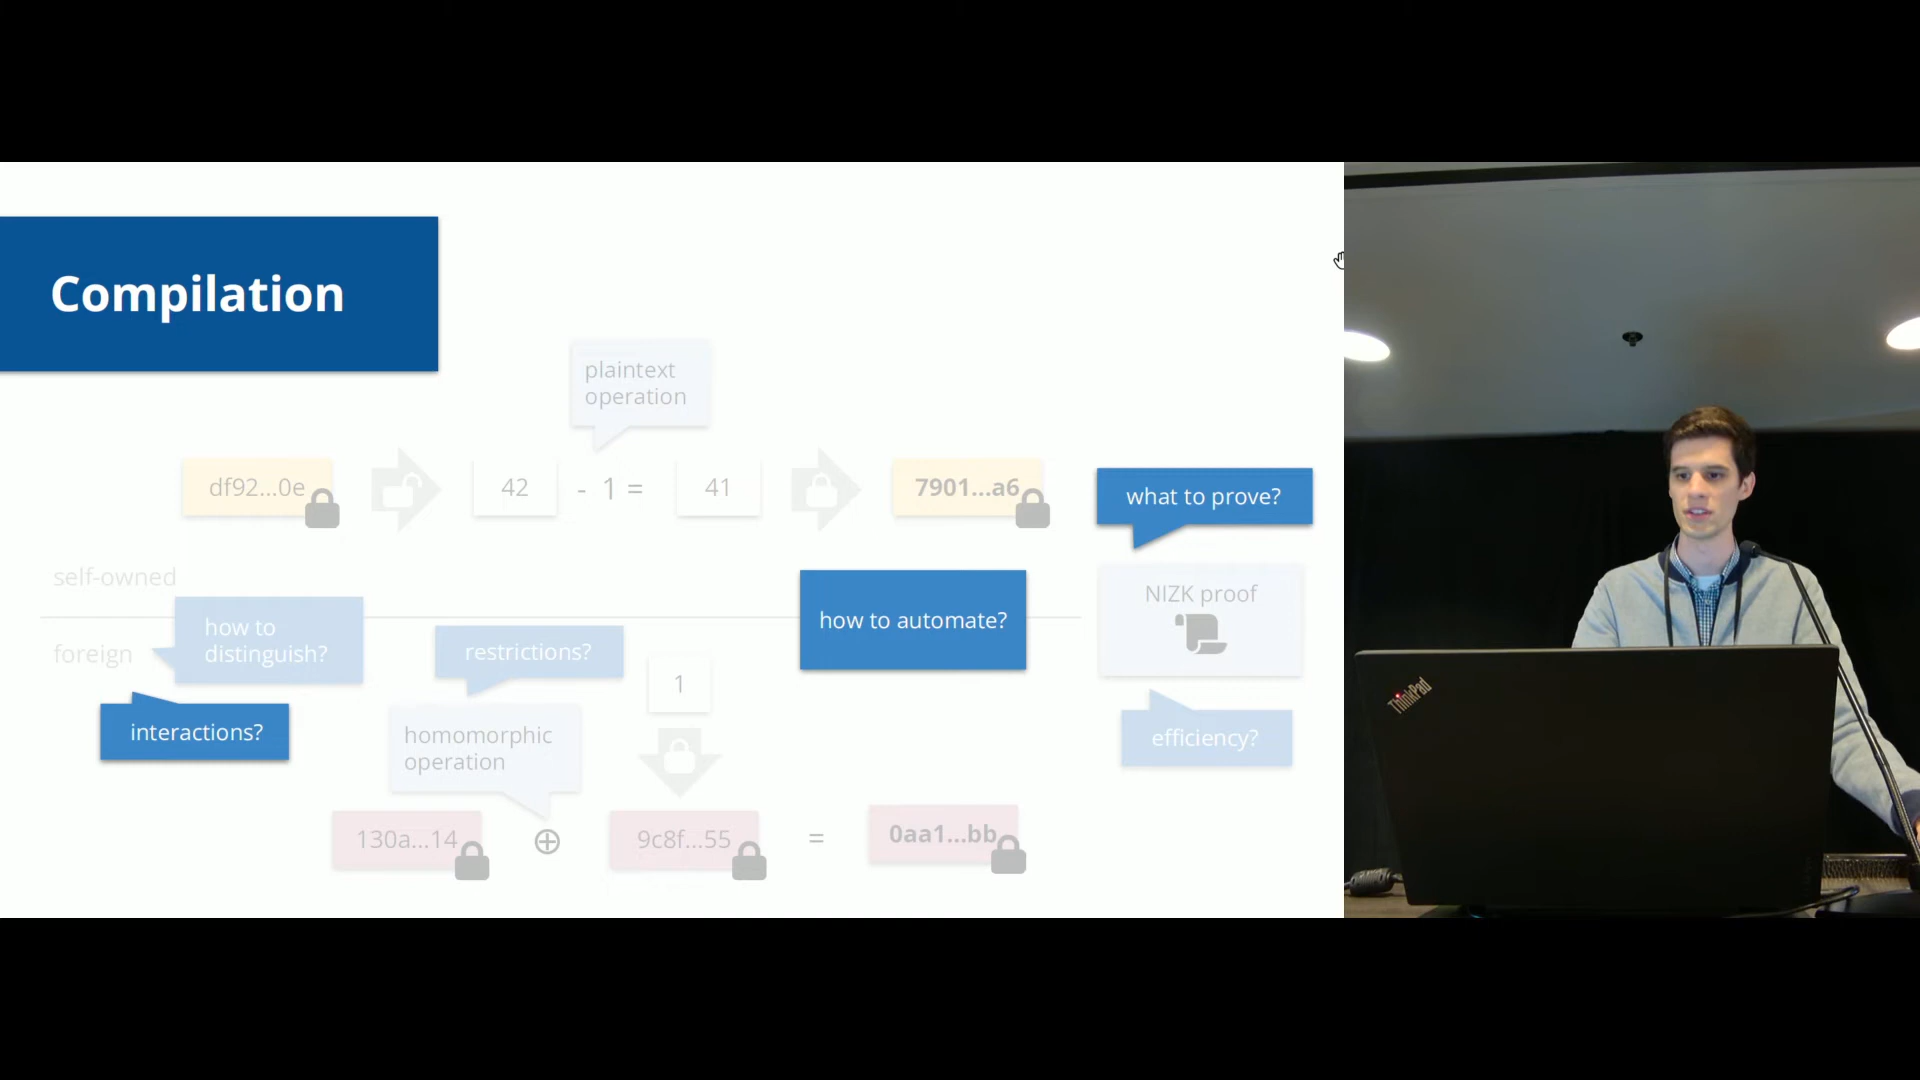 Compilation
plaintext
operation
df92...0e
42
- 1 =
41
7901...a6
what to prove?
self-owned
how to automate?
NIZK proof
how to
distinguish?
foreign
restrictions?
1
interactions?
homomorphic
operation
efficiency?
130a...14
9c8f...55
=
0aa1...bb
ThinkPad